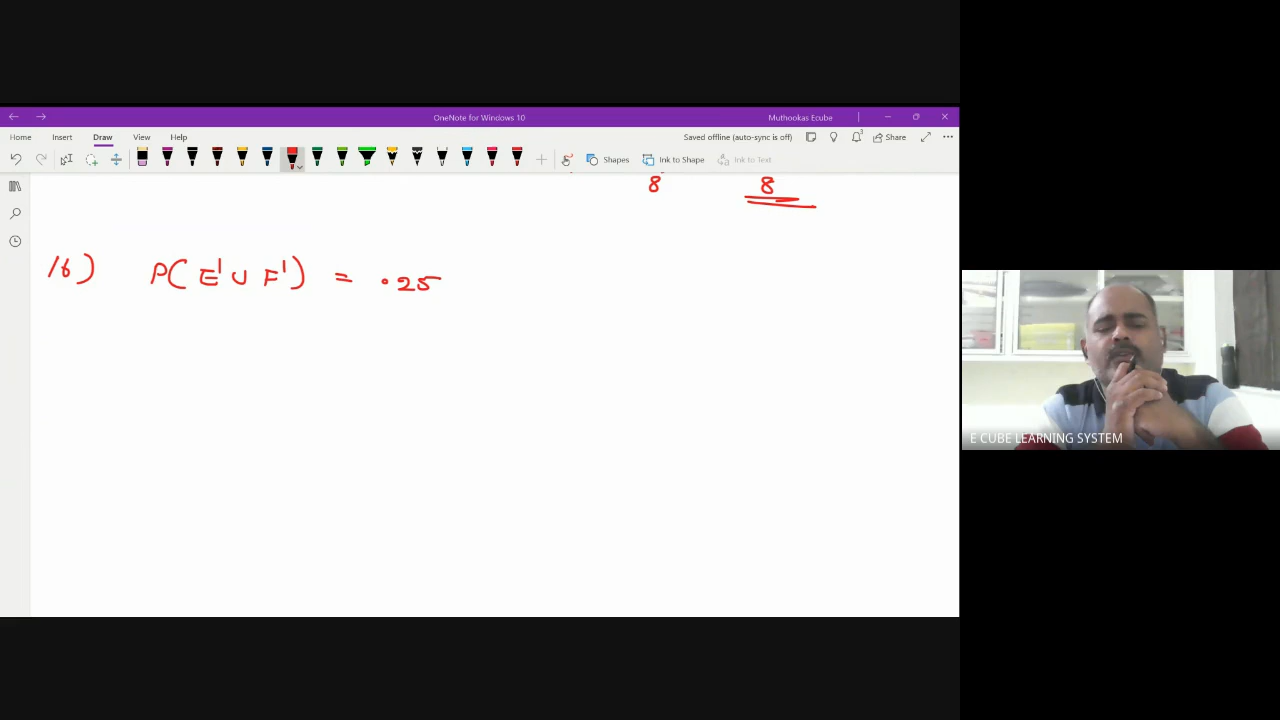 OneNote for Windows 10
Muthookas Ecube
Home Insert Draw View Help
Saved offline (auto-sync is off)
3
Share
Shapes
Ink to Shape
Ink to Text
8 8
16) P(E' ∪ F') = .25
E CUBE LEARNING SYSTEM